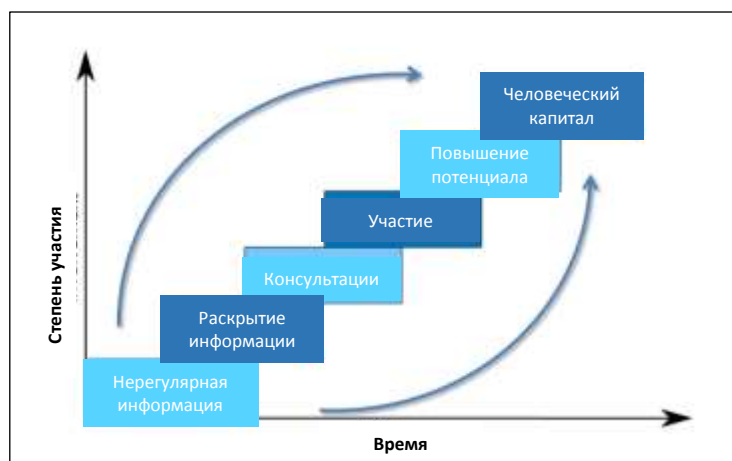 Человеческий
капитал
Повышение
потенциала
Участие
Консультации
Раскрытие
информации
Нерегулярная
информация
Степень участия
Время